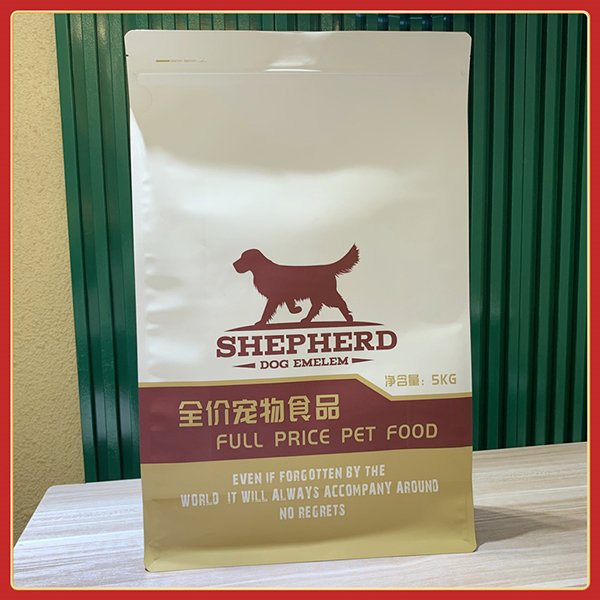 SHEPHERD
DOG EMELEM
净含量：5KG
全价宠物食品
FULL PRICE PET FOOD
EVEN IF FORGOTTEN BY THE
WORLD IT WILL ALWAYS ACCOMPANY AROUND
NO REGRETS